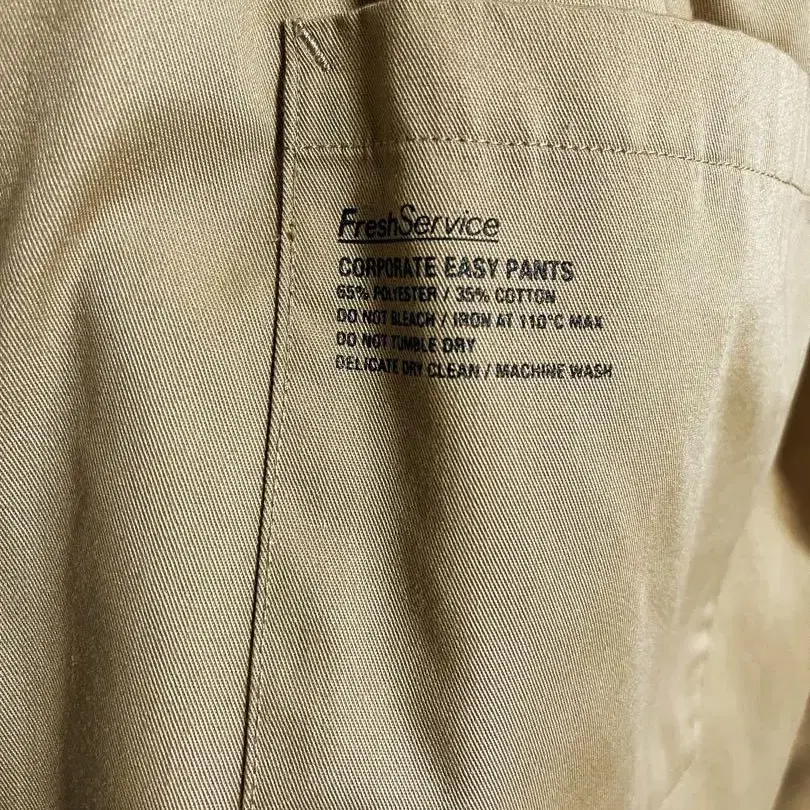 FreshService
CORPORATE EASY PANTS
65% POLYESTER / 35% COTTON
DO NOT BLEACH / IRON AT 110°C MAX
DO NOT TUMBLE DRY
DELICATE DRY CLEAN / MACHINE WASH